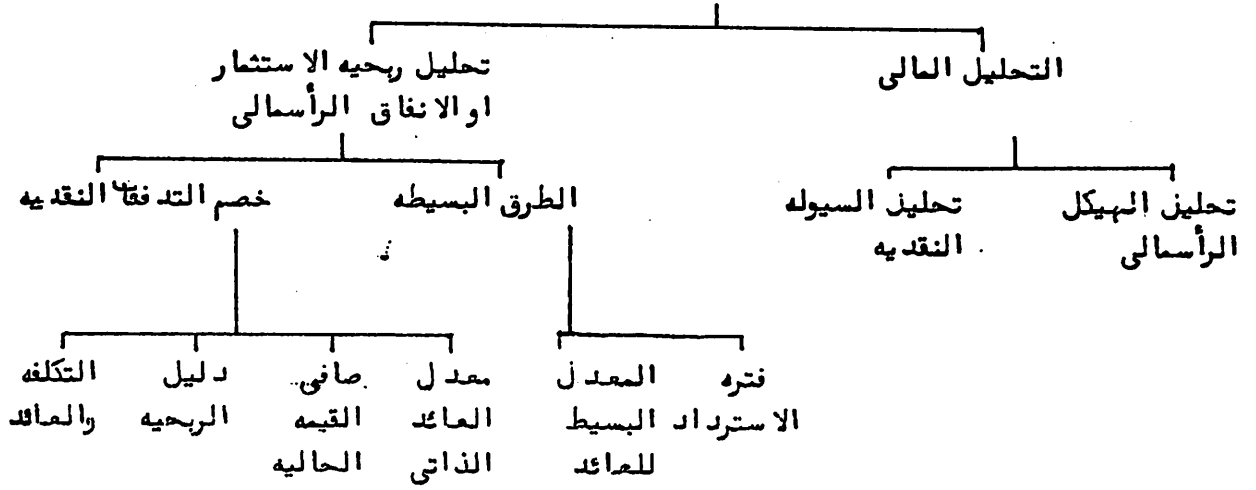 التحليل المالى
تحليل ربحيه الاستثمار
او الانفاق الرأسمالى
تحليل الهيكل
الرأسمالى
تحليل السيوله
النقديه
الطرق البسيطه
خصم التدفقات النقديه
فتره
الاسترداد
المعدل
البسيط
للعائد
معدل
العائد
الذاتى
صافى
القيمه
الحاليه
دليل
الربحيه
التكلفه
والعائد